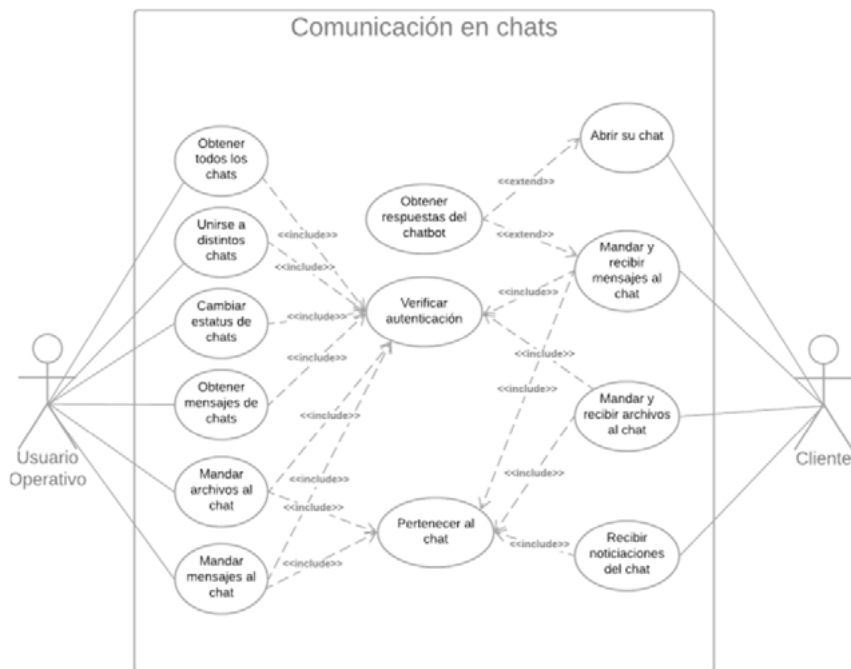 Comunicación en chats
Obtener
todos los
chats
Unirse a
distintos
chats
Cambiar
estatus de
chats
Obtener
mensajes de
chats
Mandar
archivos al
chat
Mandar
mensajes al
chat
Usuario
Operativo
<<include>>
<<include>>
<<include>>
<<include>>
<<include>>
<<include>>
<<include>>
<<include>>
Obtener
respuestas del
chatbot
Verificar
autenticación
Pertenecer al
chat
<<extend>>
<<extend>>
<<include>>
<<include>>
<<include>>
<<include>>
<<include>>
Abrir su chat
Mandar y
recibir
mensajes al
chat
Mandar y
recibir archivos
al chat
Recibir
noticiaciones
del chat
Cliente